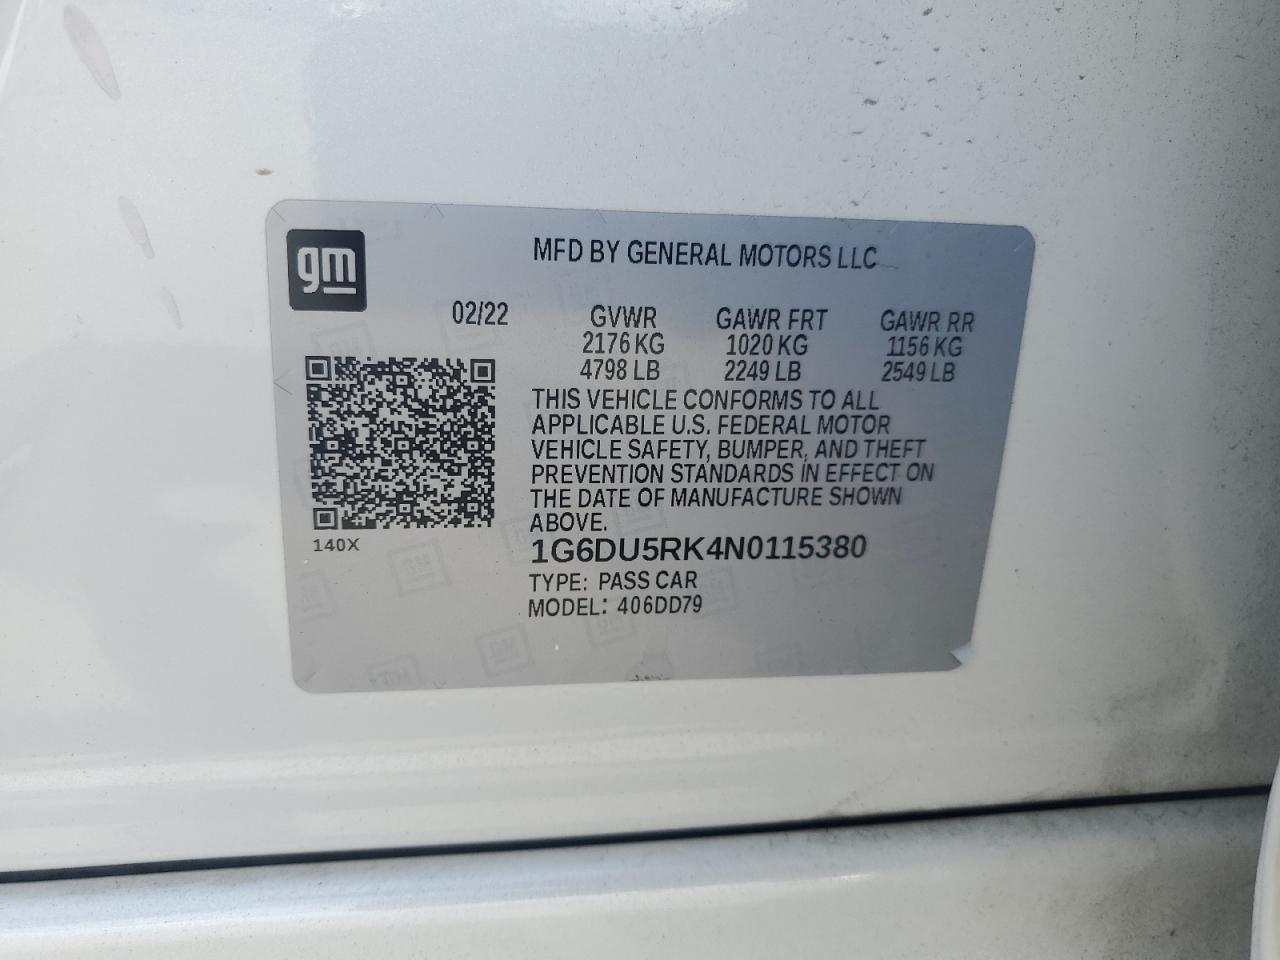 gm
MFD BY GENERAL MOTORS LLC
02/22 GVWR GAWR FRT GAWR RR
2176 KG 1020 KG 1156 KG
4798 LB 2249 LB 2549 LB
THIS VEHICLE CONFORMS TO ALL
APPLICABLE U.S. FEDERAL MOTOR
VEHICLE SAFETY, BUMPER, AND THEFT
PREVENTION STANDARDS IN EFFECT ON
THE DATE OF MANUFACTURE SHOWN
ABOVE.
140X
1G6DU5RK4N0115380
TYPE: PASS CAR
MODEL: 406DD79